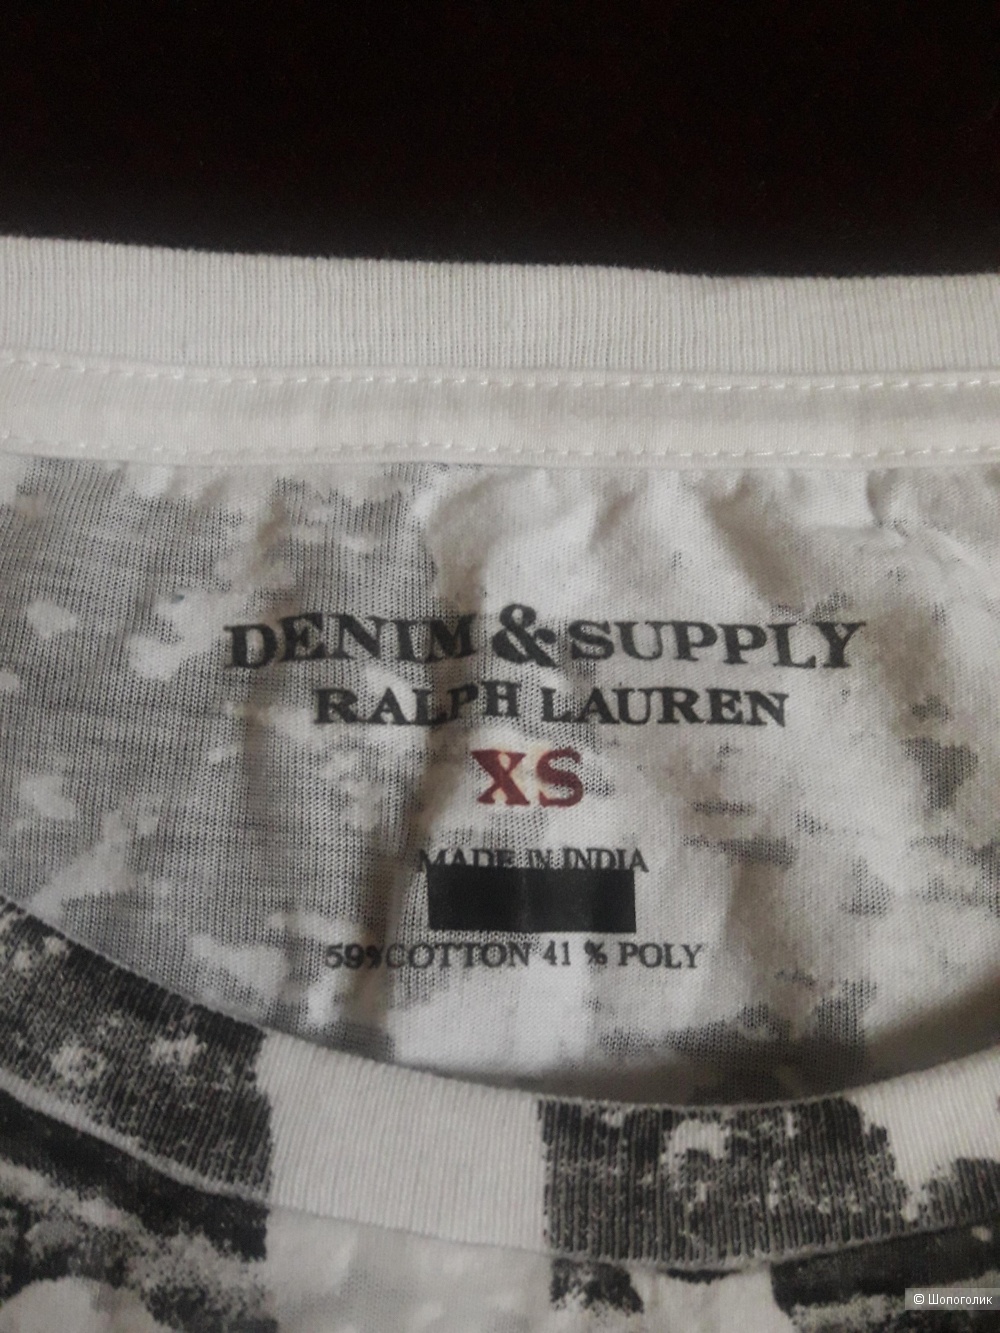 DENIM & SUPPLY
RALPH LAUREN
XS
MADE IN INDIA
59% COTTON 41 % POLY
© Шопоголик